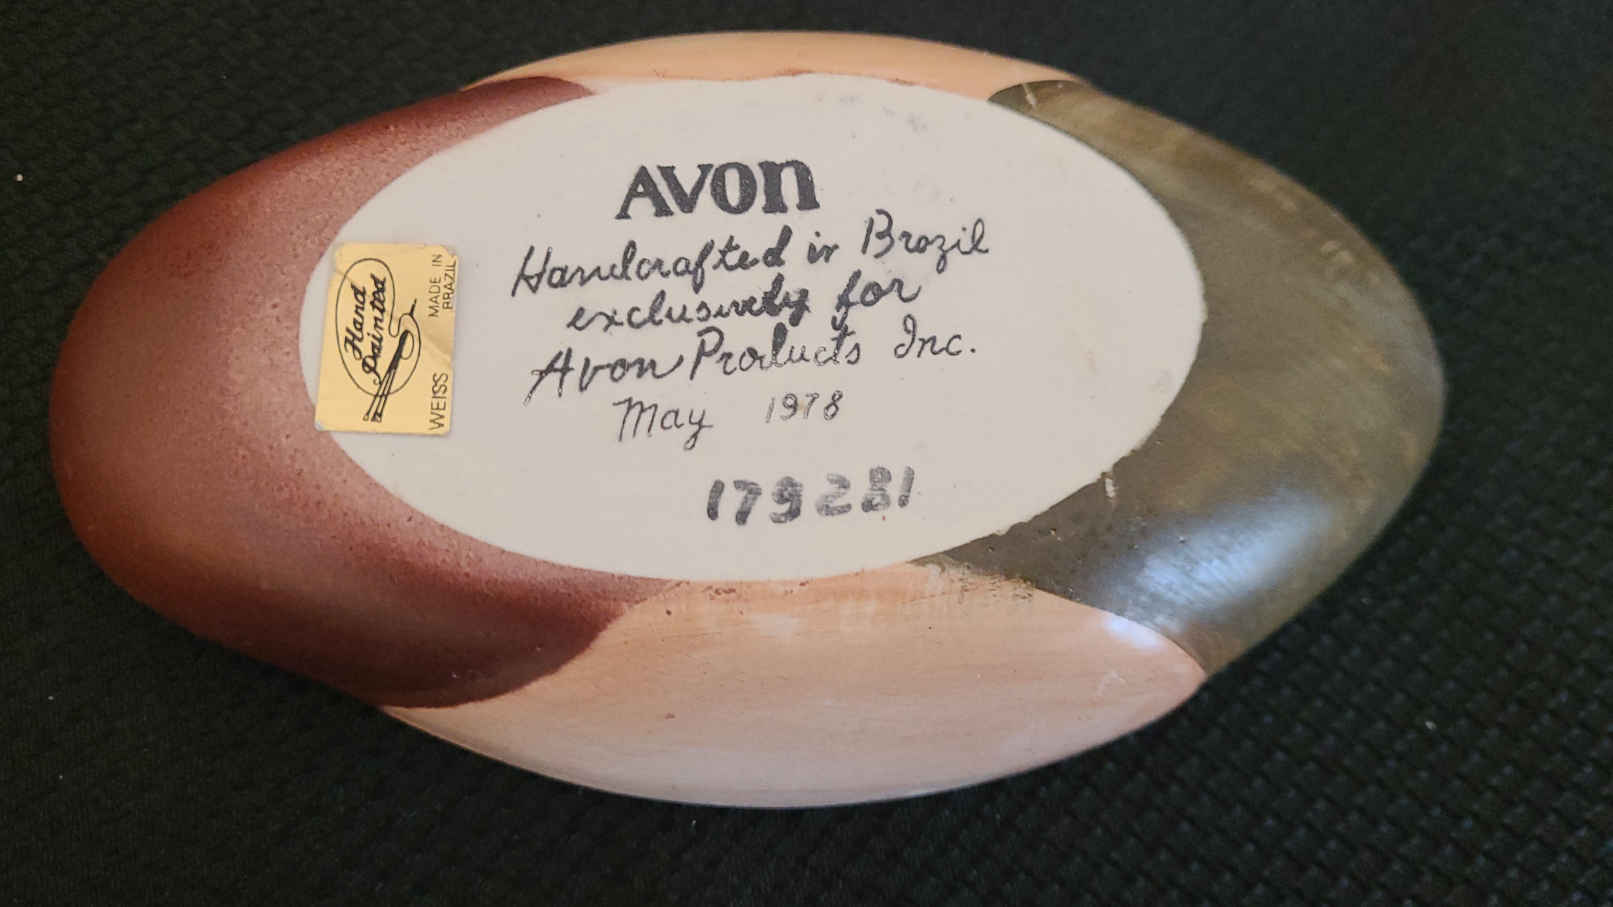 AVON
Handcrafted in Brazil
exclusively for
Avon Products Inc.
May 1978
179281
Hand
Painted
WEISS MADE IN
BRAZIL